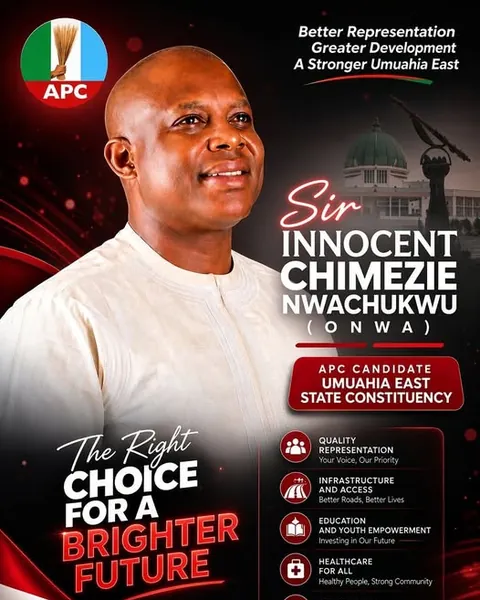 APC
Better Representation
Greater Development
A Stronger Umuahia East
Sir
INNOCENT
CHIMEZIE
NWACHUKWU
(ONWA)
APC CANDIDATE
UMUAHIA EAST
STATE CONSTITUENCY
The Right
CHOICE
FOR A
BRIGHTER
FUTURE
QUALITY
REPRESENTATION
Your Voice, Our Priority
INFRASTRUCTURE
AND ACCESS
Better Roads, Better Lives
EDUCATION
AND YOUTH EMPOWERMENT
Investing in Our Future
HEALTHCARE
FOR ALL
Healthy People, Strong Community